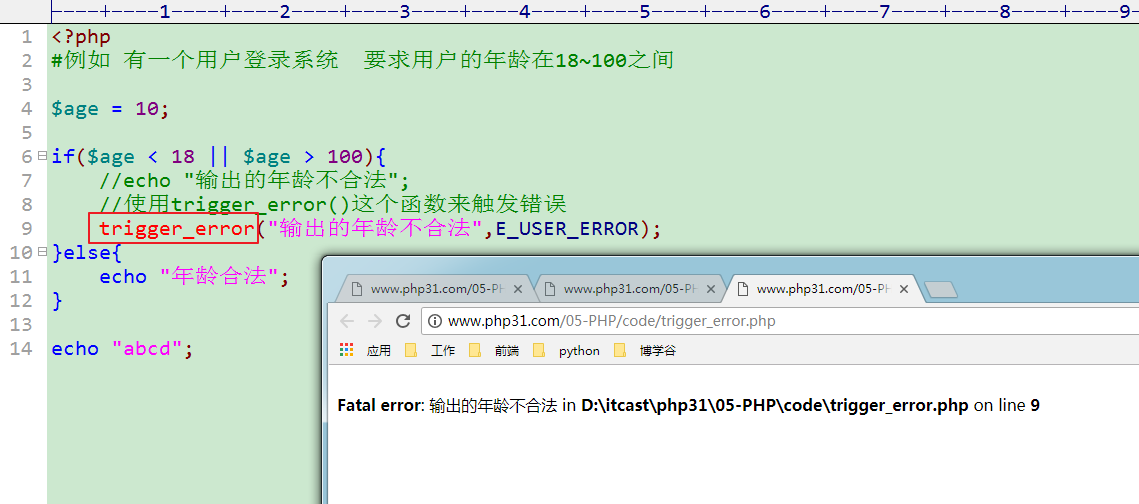 ----+----1----+----2----+----3----+----4----+----5----+----6----+----7----+----8----+----9
1 <?php
2 #例如 有一个用户登录系统  要求用户的年龄在18~100之间
3
4 $age = 10;
5
6 if($age < 18 || $age > 100){
7     //echo "输出的年龄不合法";
8     //使用trigger_error()这个函数来触发错误
9     trigger_error("输出的年龄不合法",E_USER_ERROR);
10 }else{
11     echo "年龄合法";
12 }
13
14 echo "abcd";
www.php31.com/05-PH × www.php31.com/05-PH × www.php31.com/05-PH ×
www.php31.com/05-PHP/code/trigger_error.php
应用 工作 前端 python 博学谷
Fatal error: 输出的年龄不合法 in D:\itcast\php31\05-PHP\code\trigger_error.php on line 9